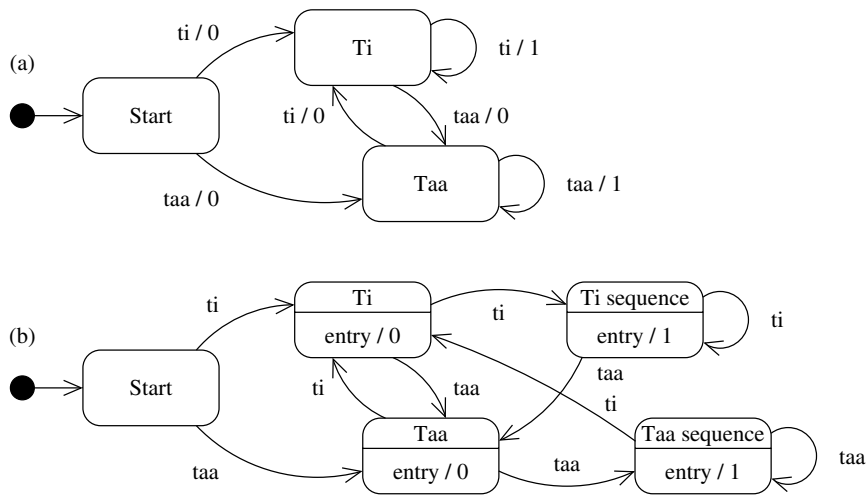 (a)
ti / 0
Ti
ti / 1
Start
ti / 0
taa / 0
taa / 0
Taa
taa / 1
(b)
ti
Ti
entry / 0
ti
Ti sequence
entry / 1
ti
Start
ti
taa
taa
ti
taa
Taa
entry / 0
taa
Taa sequence
entry / 1
taa